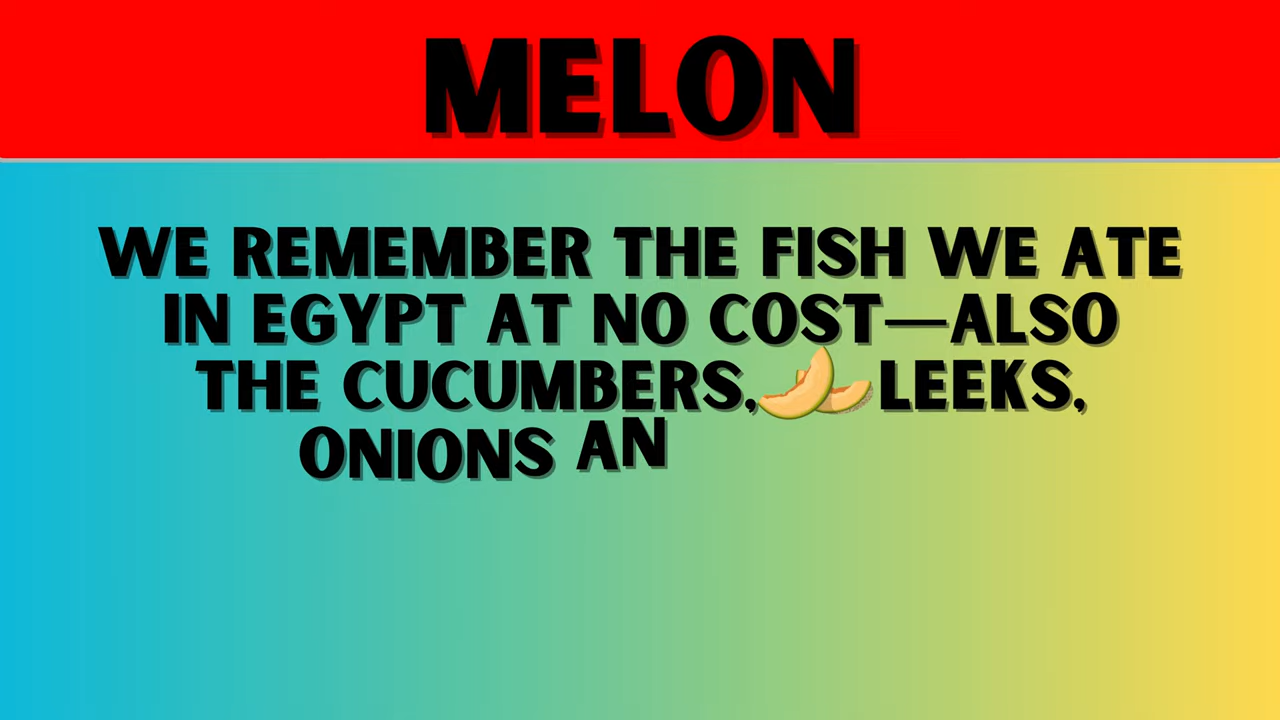 MELON
WE REMEMBER THE FISH WE ATE
IN EGYPT AT NO COST—ALSO
THE CUCUMBERS, LEEKS,
ONIONS AN